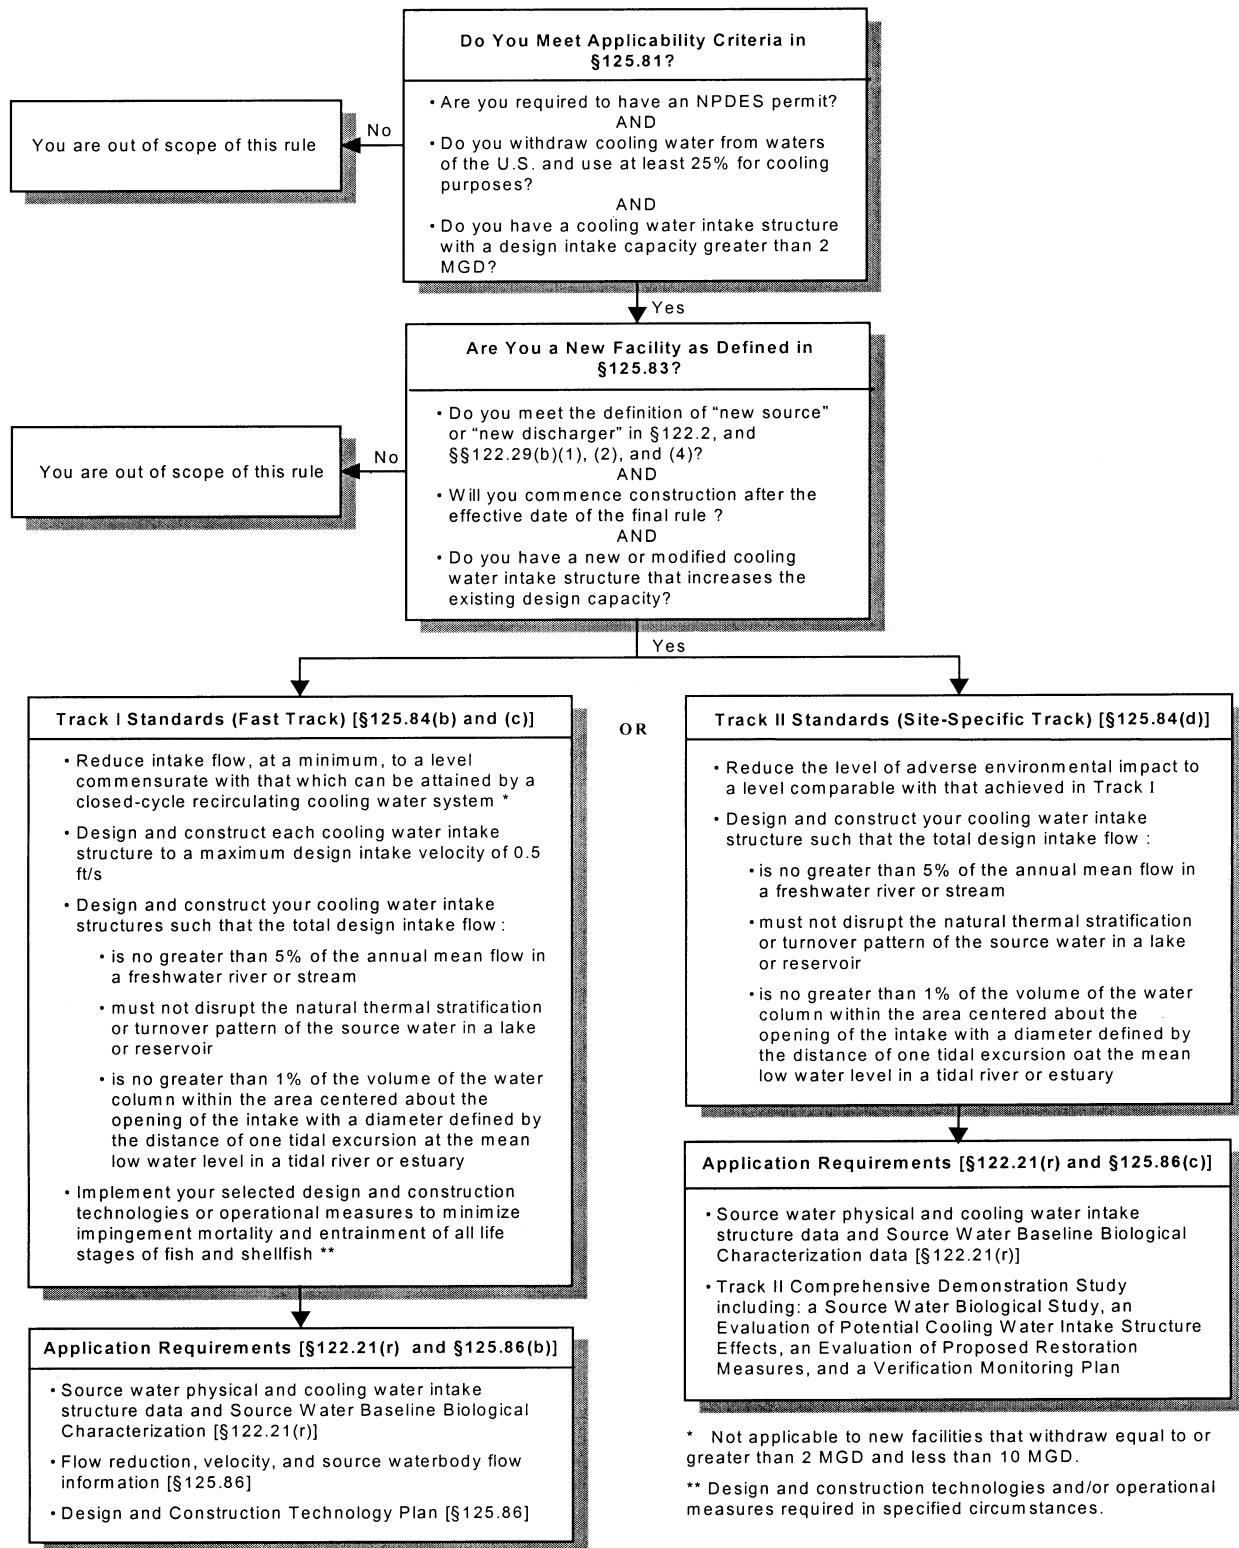 Do You Meet Applicability Criteria in
§125.81?
• Are you required to have an NPDES permit?
AND
• Do you withdraw cooling water from waters
of the U.S. and use at least 25% for cooling
purposes?
AND
• Do you have a cooling water intake structure
with a design intake capacity greater than 2
MGD?
No
You are out of scope of this rule
Yes
Are You a New Facility as Defined in
§125.83?
• Do you meet the definition of “new source”
or “new discharger” in §122.2, and
§§122.29(b)(1), (2), and (4)?
AND
• Will you commence construction after the
effective date of the final rule ?
AND
• Do you have a new or modified cooling
water intake structure that increases the
existing design capacity?
No
You are out of scope of this rule
Yes
Track I Standards (Fast Track) [§125.84(b) and (c)]
• Reduce intake flow, at a minimum, to a level
commensurate with that which can be attained by a
closed-cycle recirculating cooling water system *
• Design and construct each cooling water intake
structure to a maximum design intake velocity of 0.5
ft/s
• Design and construct your cooling water intake
structures such that the total design intake flow :
• is no greater than 5% of the annual mean flow in
a freshwater river or stream
• must not disrupt the natural thermal stratification
or turnover pattern of the source water in a lake
or reservoir
• is no greater than 1% of the volume of the water
column within the area centered about the
opening of the intake with a diameter defined by
the distance of one tidal excursion at the mean
low water level in a tidal river or estuary
• Implement your selected design and construction
technologies or operational measures to minimize
impingement mortality and entrainment of all life
stages of fish and shellfish **
Application Requirements [§122.21(r) and §125.86(b)]
• Source water physical and cooling water intake
structure data and Source Water Baseline Biological
Characterization [§122.21(r)]
• Flow reduction, velocity, and source waterbody flow
information [§125.86]
• Design and Construction Technology Plan [§125.86]
OR
Track II Standards (Site-Specific Track) [§125.84(d)]
• Reduce the level of adverse environmental impact to
a level comparable with that achieved in Track I
• Design and construct your cooling water intake
structure such that the total design intake flow :
• is no greater than 5% of the annual mean flow in
a freshwater river or stream
• must not disrupt the natural thermal stratification
or turnover pattern of the source water in a lake
or reservoir
• is no greater than 1% of the volume of the water
column within the area centered about the
opening of the intake with a diameter defined by
the distance of one tidal excursion oat the mean
low water level in a tidal river or estuary
Application Requirements [§122.21(r) and §125.86(c)]
• Source water physical and cooling water intake
structure data and Source Water Baseline Biological
Characterization data [§122.21(r)]
• Track II Comprehensive Demonstration Study
including: a Source Water Biological Study, an
Evaluation of Potential Cooling Water Intake Structure
Effects, an Evaluation of Proposed Restoration
Measures, and a Verification Monitoring Plan
* Not applicable to new facilities that withdraw equal to or
greater than 2 MGD and less than 10 MGD.
** Design and construction technologies and/or operational
measures required in specified circumstances.